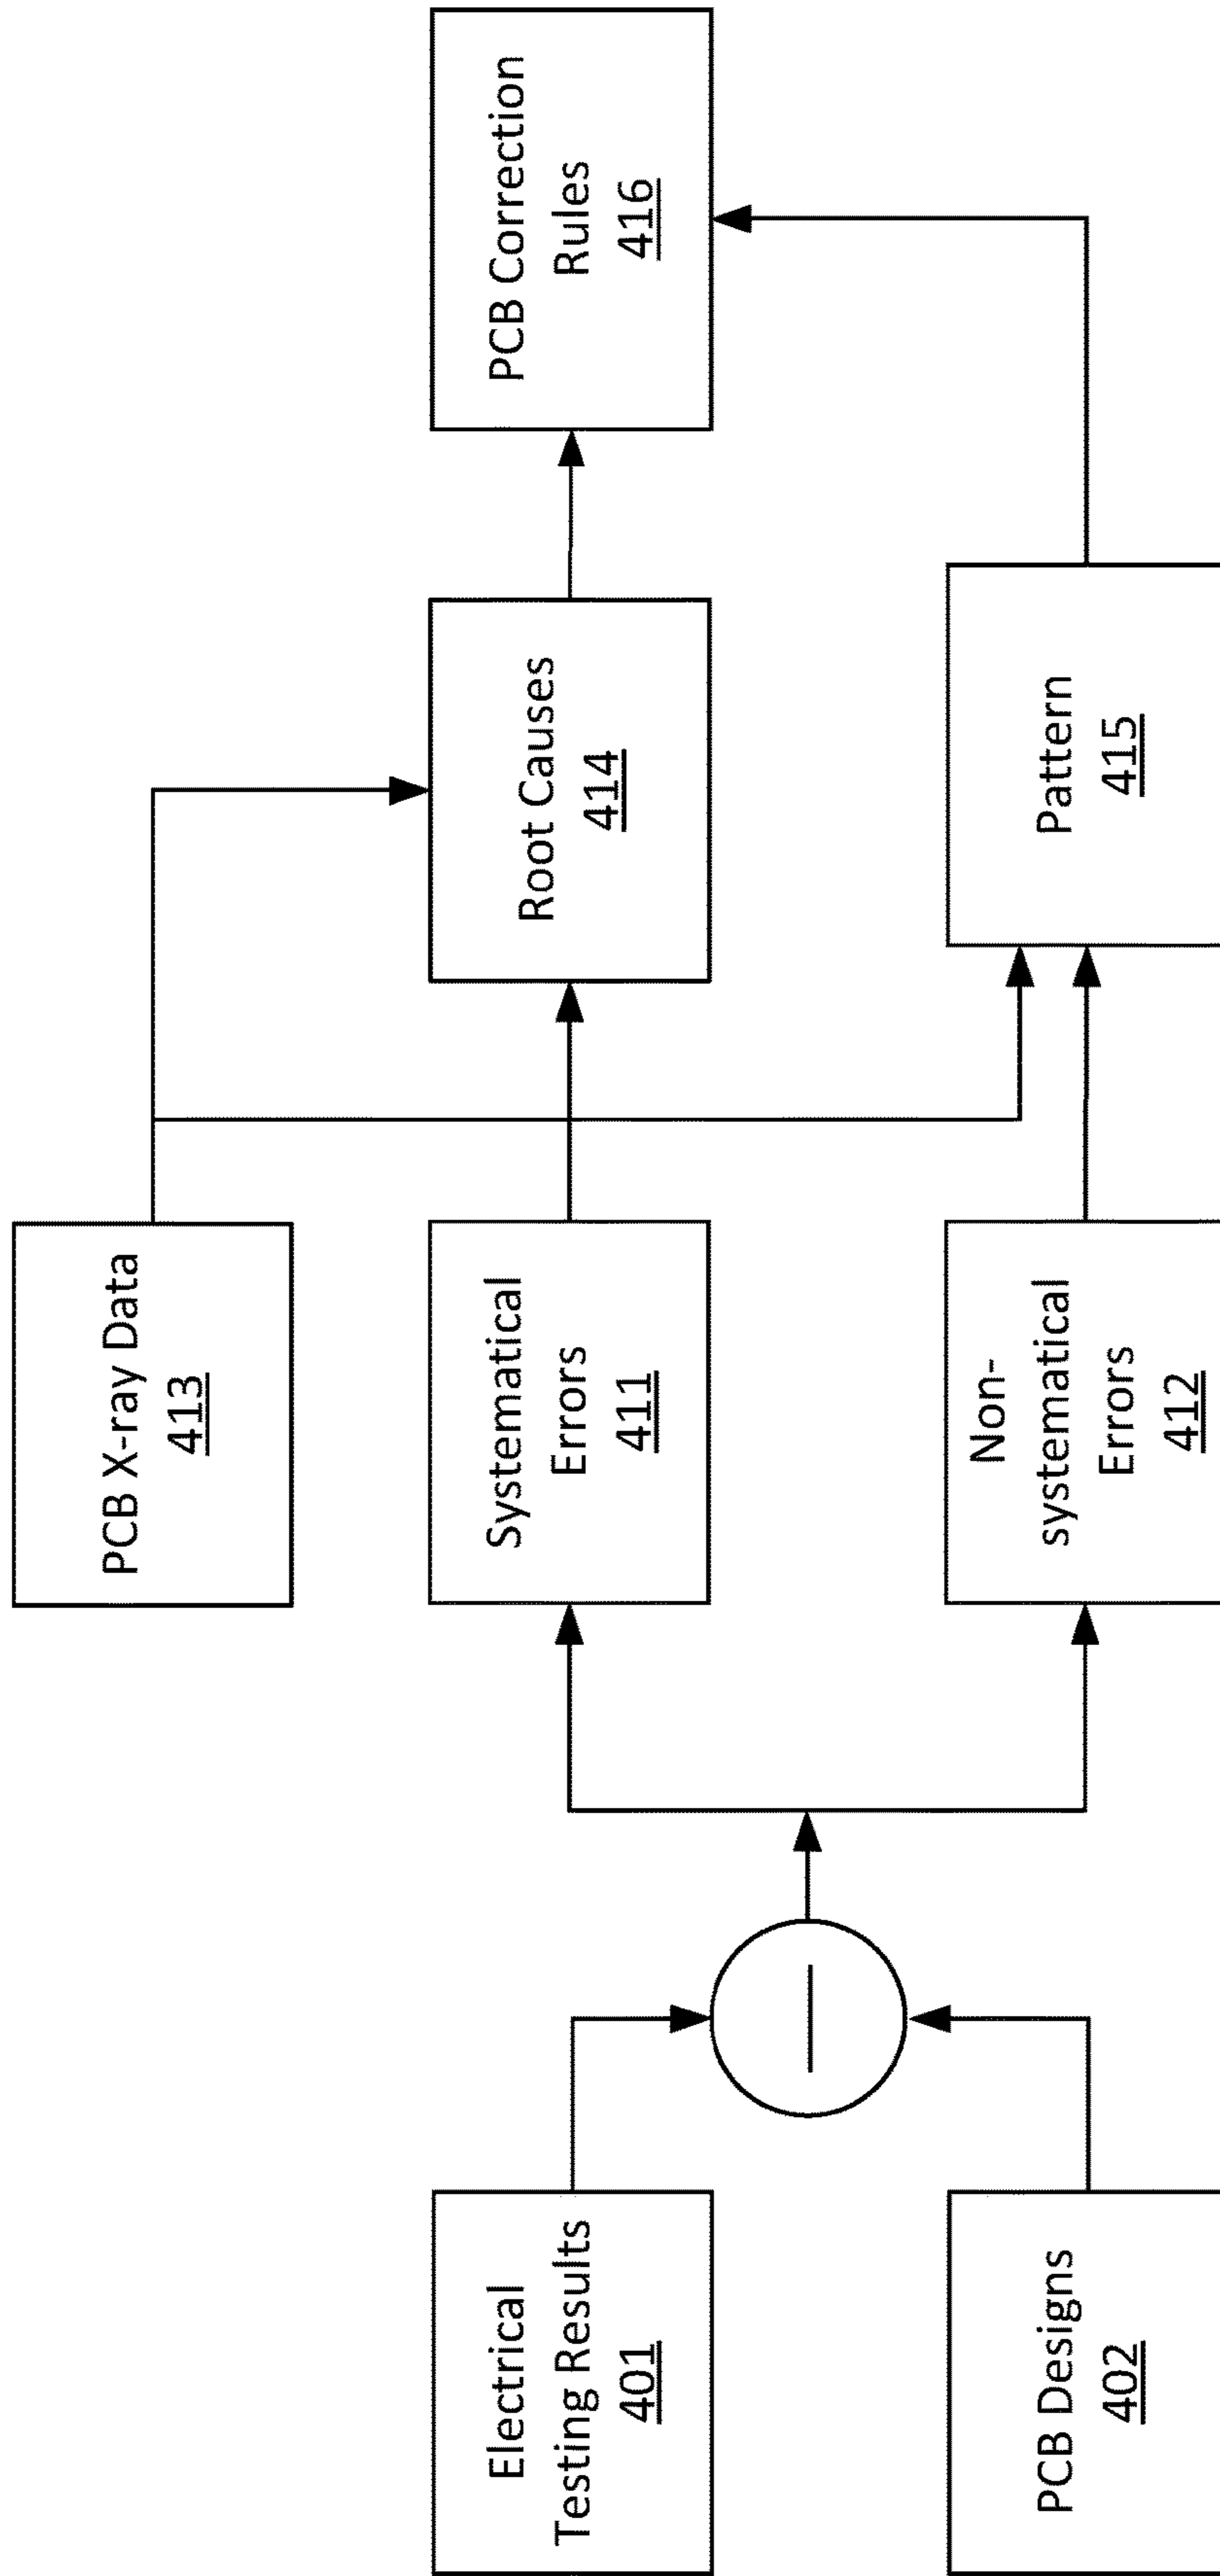 PCB X-ray Data
413
Electrical
Testing Results
401
Systematical
Errors
411
Root Causes
414
PCB Correction
Rules
416
PCB Designs
402
Non-
systematical
Errors
412
Pattern
415